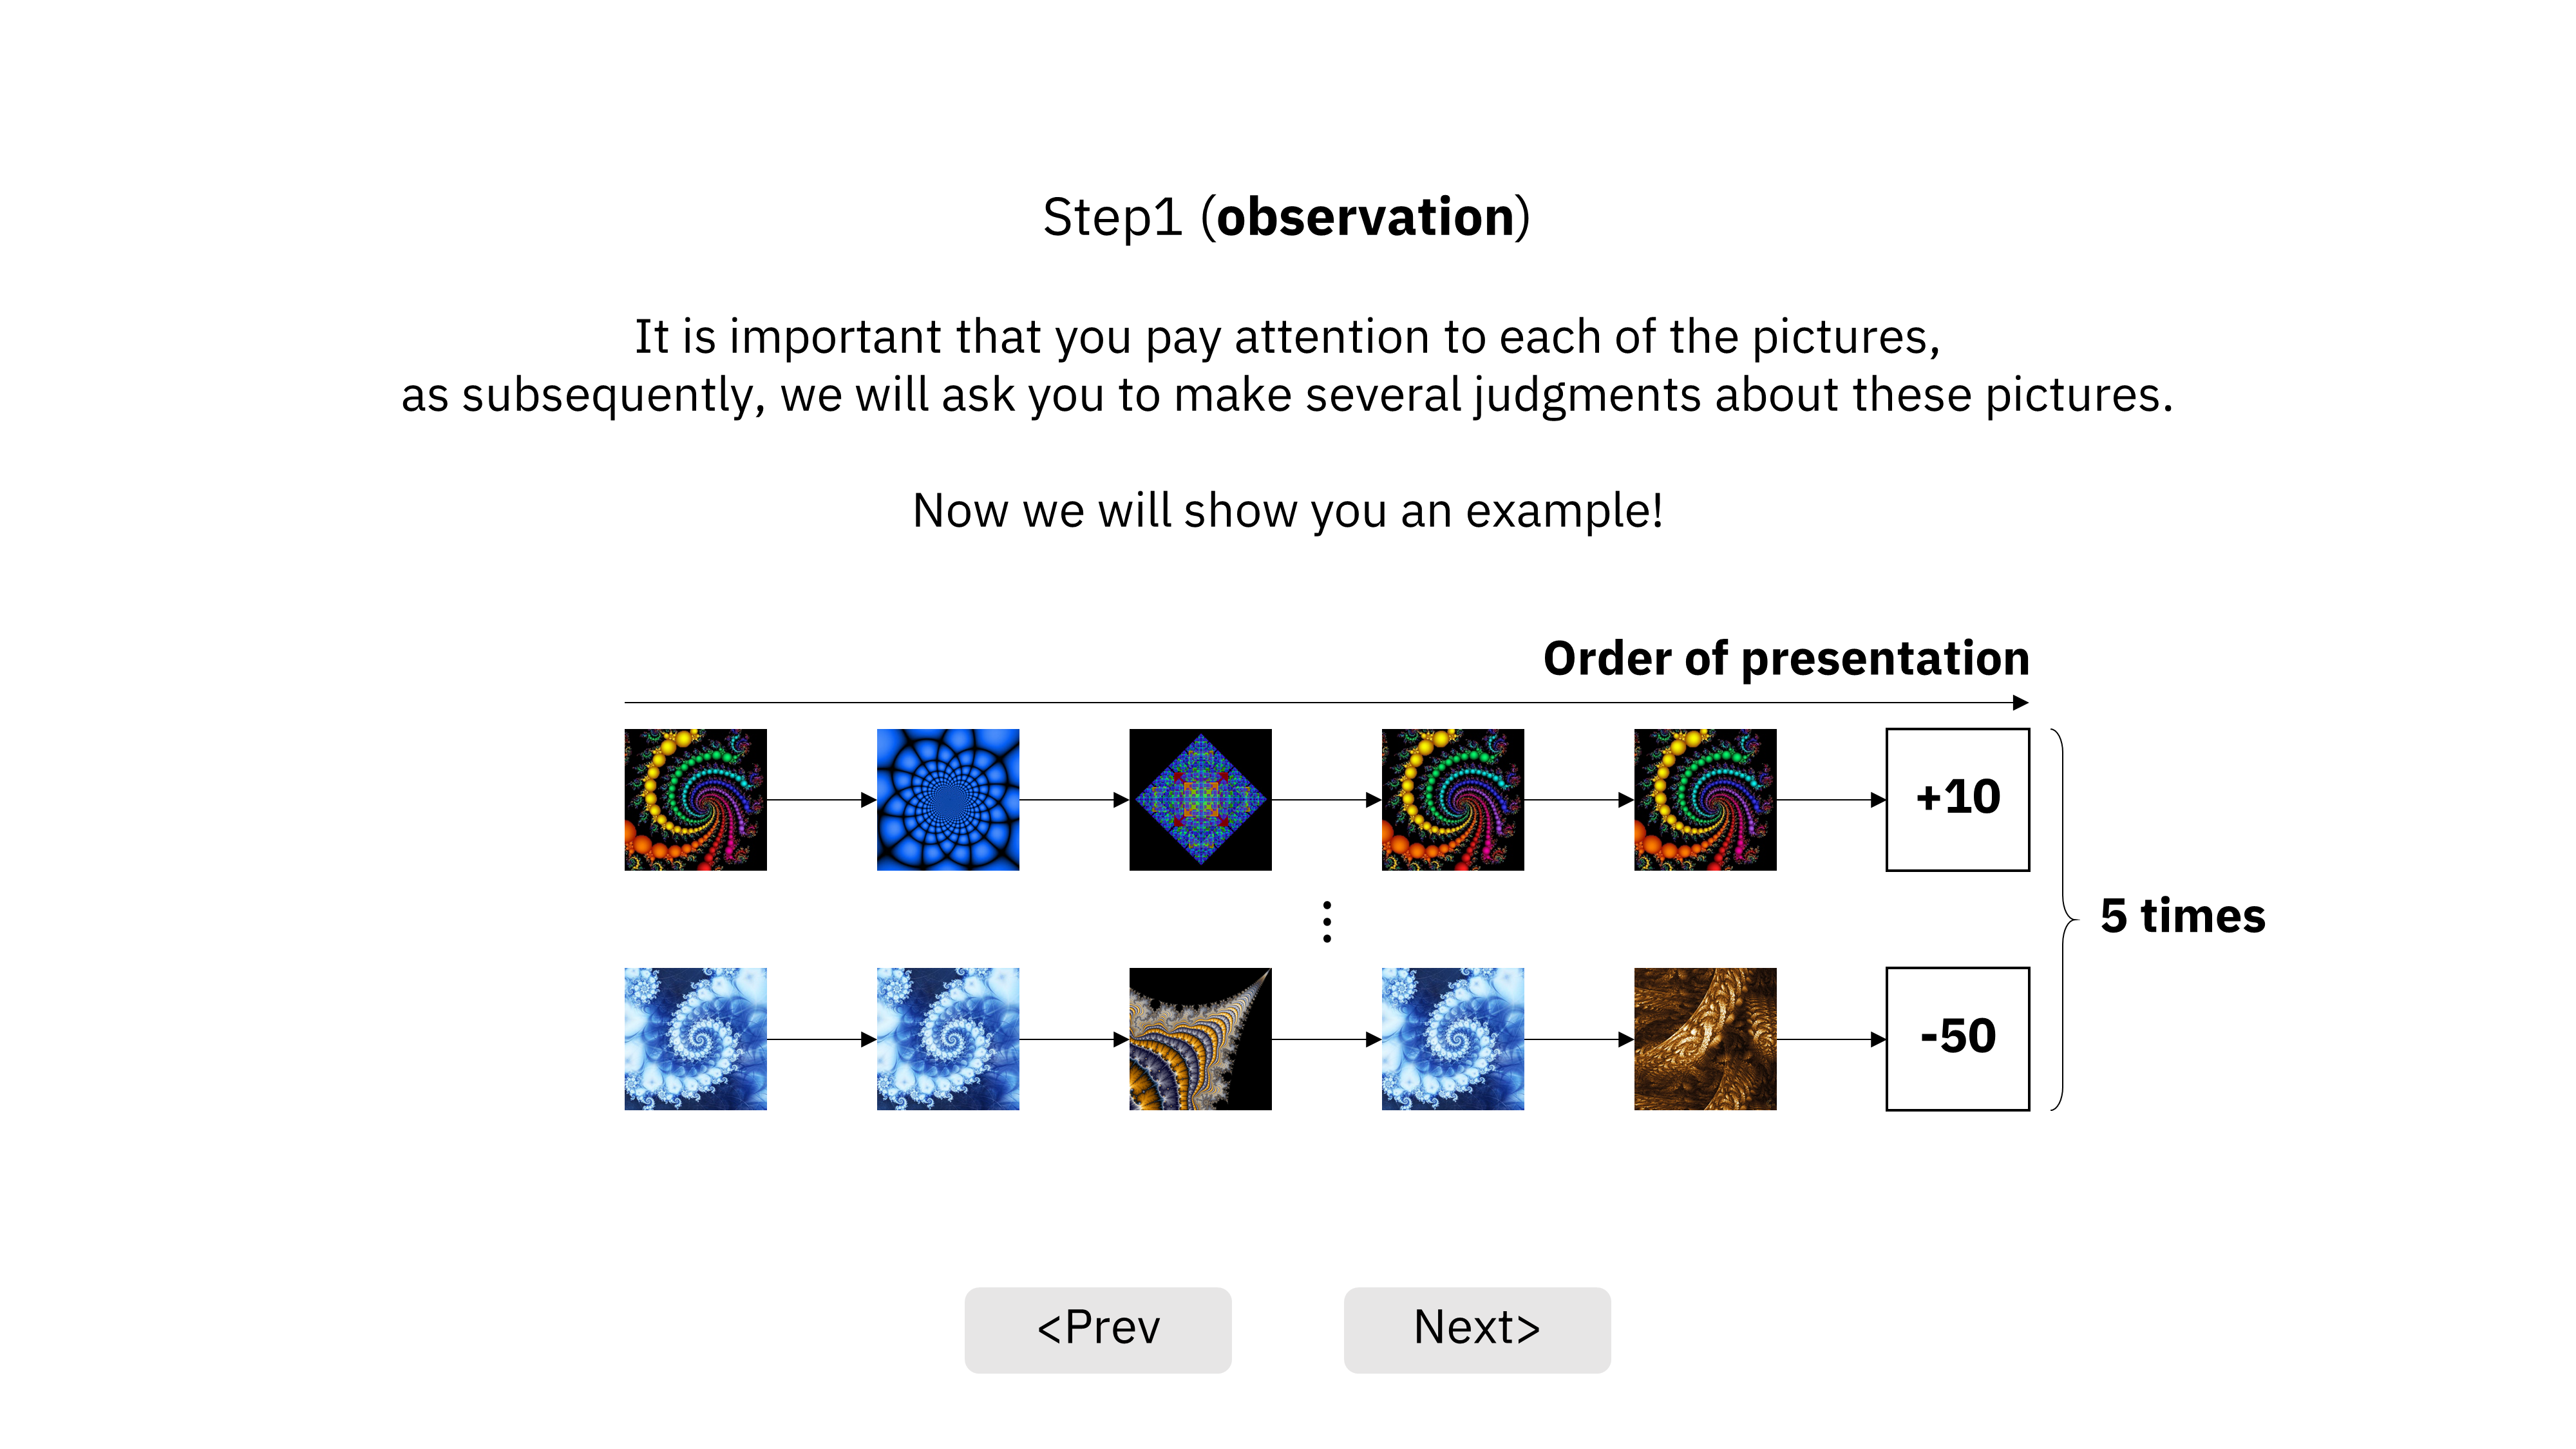 Step1 (observation)
It is important that you pay attention to each of the pictures,
as subsequently, we will ask you to make several judgments about these pictures.
Now we will show you an example!
Order of presentation
+10
5 times
-50
<Prev
Next>